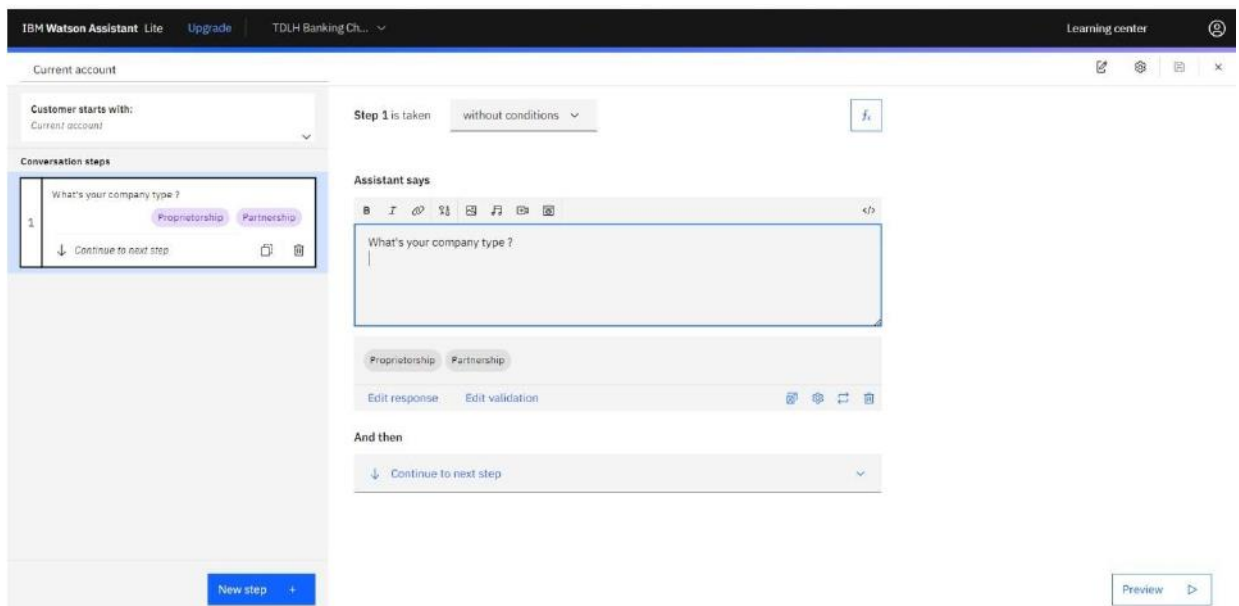 IBM Watson Assistant Lite Upgrade TDLH Banking Ch... Learning center
Current account
Customer starts with:
Current account
Conversation steps
1
What's your company type ?
Proprietorship Partnership
Continue to next step
New step +
Step 1 is taken without conditions fx
Assistant says
B I </>
What's your company type ?
Proprietorship Partnership
Edit response Edit validation
And then
Continue to next step
Preview